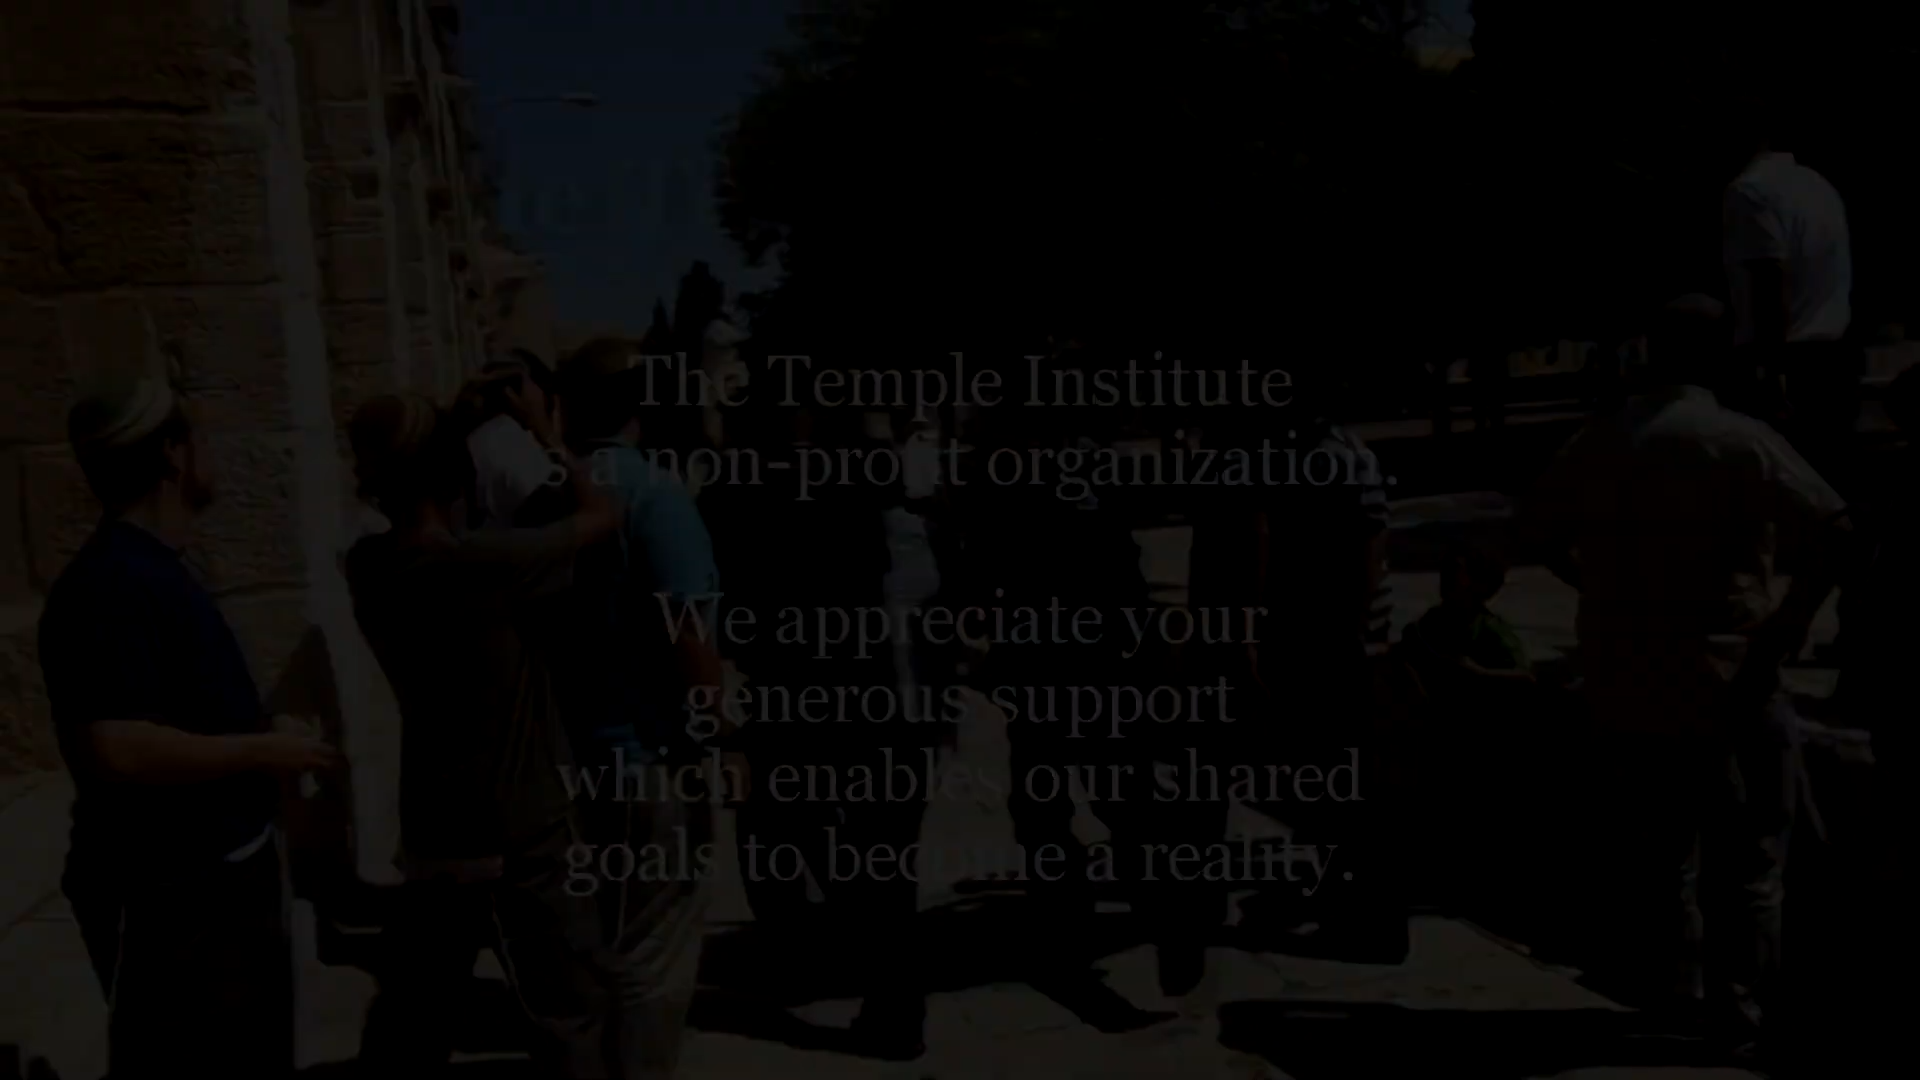 The Temple Institute
is a non-profit organization.
We appreciate your
generous support
which enables our shared
goals to become a reality.